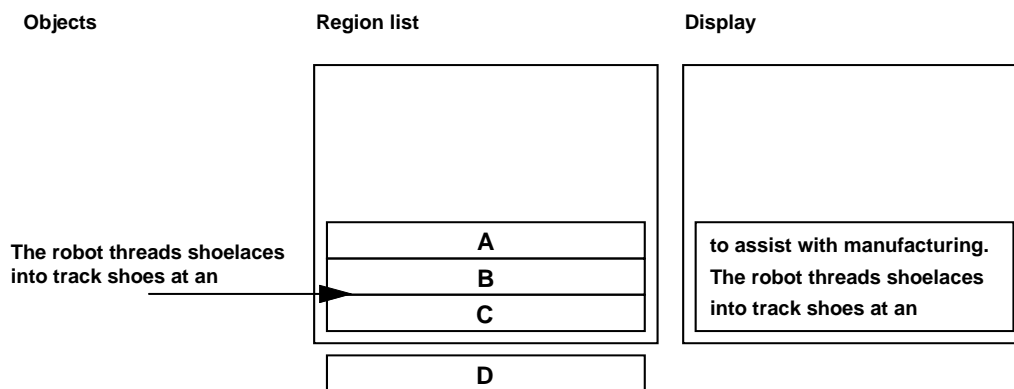 Objects Region list Display
A
The robot threads shoelaces
into track shoes at an
B
C
D
to assist with manufacturing.
The robot threads shoelaces
into track shoes at an